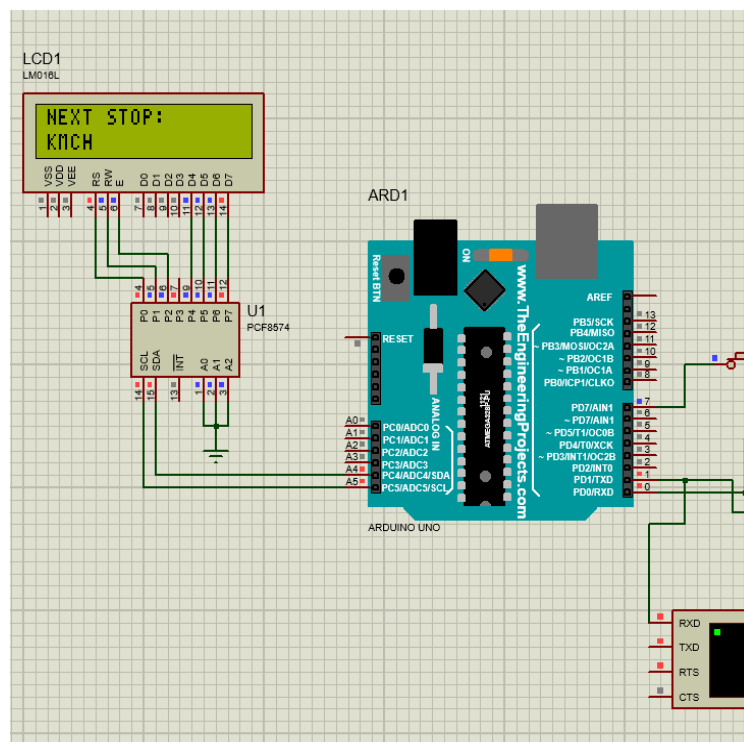 LCD1
LM016L
NEXT STOP:
KMCH
VSS
VDD
VEE
RS
RW
E
D0
D1
D2
D3
D4
D5
D6
D7
1
2
3
4
5
6
7
8
9
10
11
12
13
14
4
5
6
7
9
10
11
12
P0
P1
P2
P3
P4
P5
P6
P7
U1
PCF8574
SCL
SDA
INT
A0
A1
A2
14
15
13
1
2
3
ARD1
Reset BTN
ON
www.TheEngineeringProjects.com
ANALOG IN
RESET
A0 PC0/ADC0
A1 PC1/ADC1
A2 PC2/ADC2
A3 PC3/ADC3
A4 PC4/ADC4/SDA
A5 PC5/ADC5/SCL
AREF
PB5/SCK 13
PB4/MISO 12
~ PB3/MOSI/OC2A 11
~ PB2/OC1B 10
~ PB1/OC1A 9
PB0/ICP1/CLKO 8
PD7/AIN1 7
~ PD7/AIN1 6
~ PD5/T1/OC0B 5
PD4/T0/XCK 4
~ PD3/INT1/OC2B 3
PD2/INT0 2
PD1/TXD 1
PD0/RXD 0
ARDUINO UNO
RXD
TXD
RTS
CTS